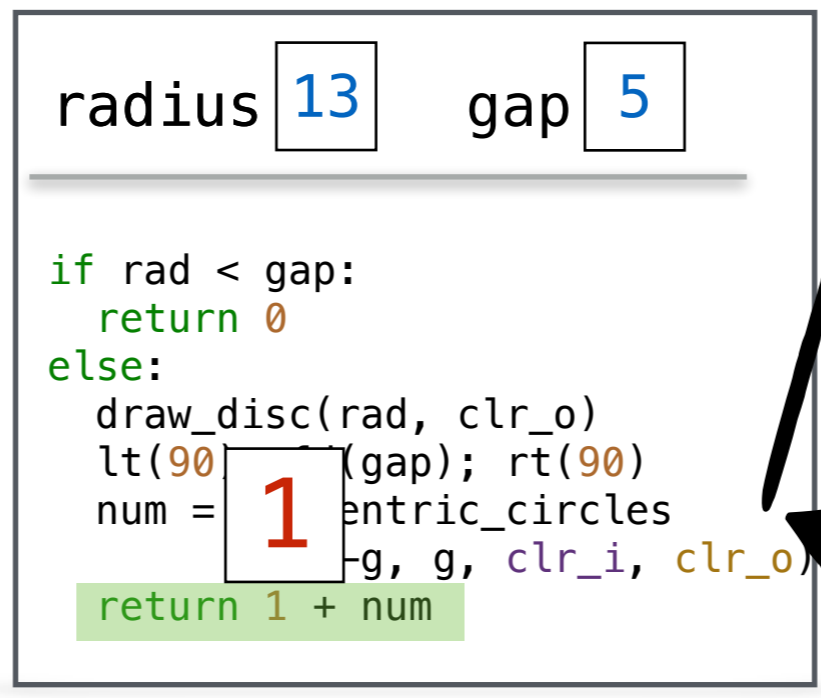 radius 13 gap 5
if rad < gap:
return 0
else:
draw_disc(rad, clr_o)
lt(90 (gap); rt(90)
num = 1 entric_circles
-g, g, clr_i, clr_o)
return 1 + num